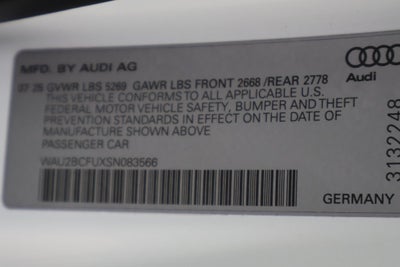 MFD. BY AUDI AG
07 25 GVWR LBS 5269 GAWR LBS FRONT 2668 /REAR 2778
THIS VEHICLE CONFORMS TO ALL APPLICABLE U.S.
FEDERAL MOTOR VEHICLE SAFETY, BUMPER AND THEFT
PREVENTION STANDARDS IN EFFECT ON THE DATE OF
MANUFACTURE SHOWN ABOVE.
WAU2BCFUXSN083566
PASSENGER CAR
Audi
3132248
GERMANY